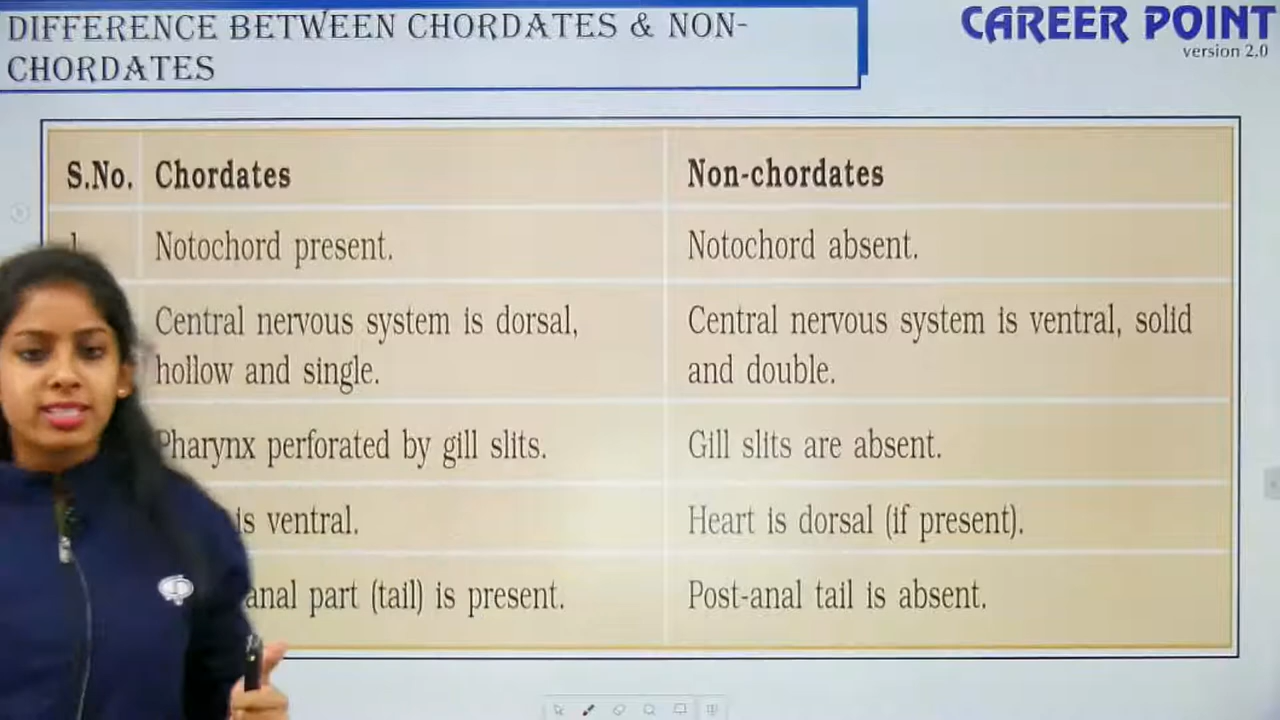 DIFFERENCE BETWEEN CHORDATES & NON-
CHORDATES
CAREER POINT
version 2.0
S.No. Chordates Non-chordates
Notochord present. Notochord absent.
Central nervous system is dorsal, Central nervous system is ventral, solid
hollow and single. and double.
Pharynx perforated by gill slits. Gill slits are absent.
is ventral. Heart is dorsal (if present).
anal part (tail) is present. Post-anal tail is absent.